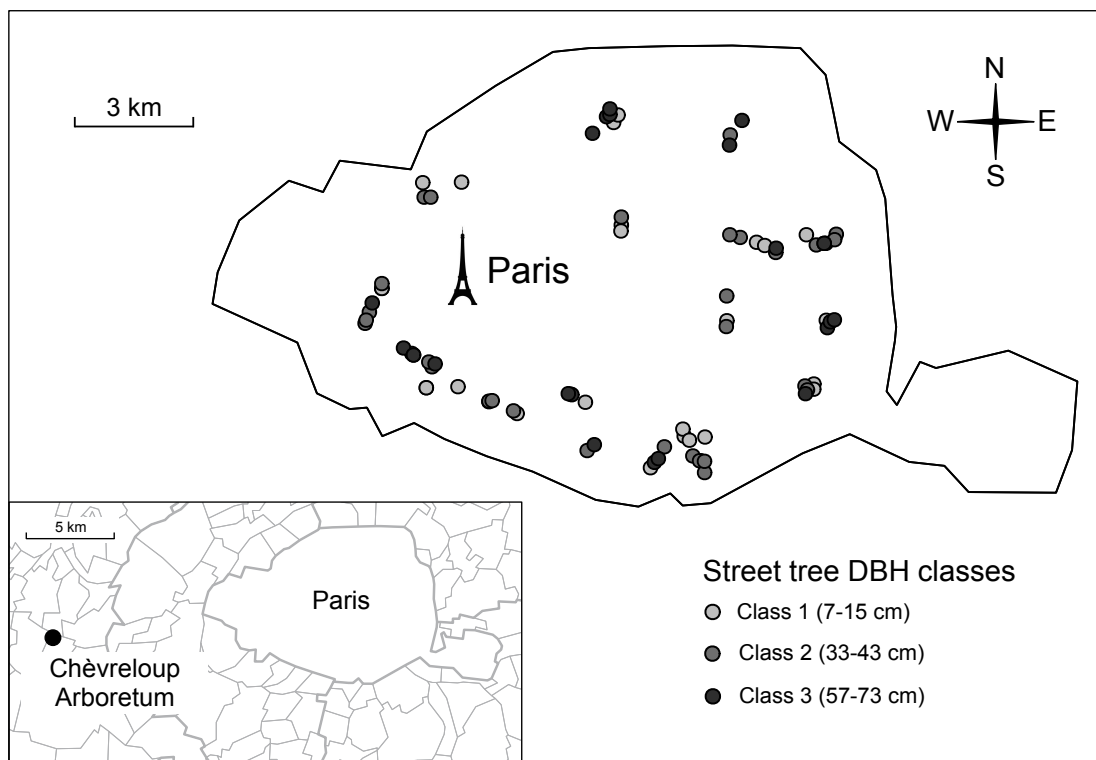 3 km
N
W
E
S
Paris
5 km
Paris
Chèvreloup
Arboretum
Street tree DBH classes
Class 1 (7-15 cm)
Class 2 (33-43 cm)
Class 3 (57-73 cm)